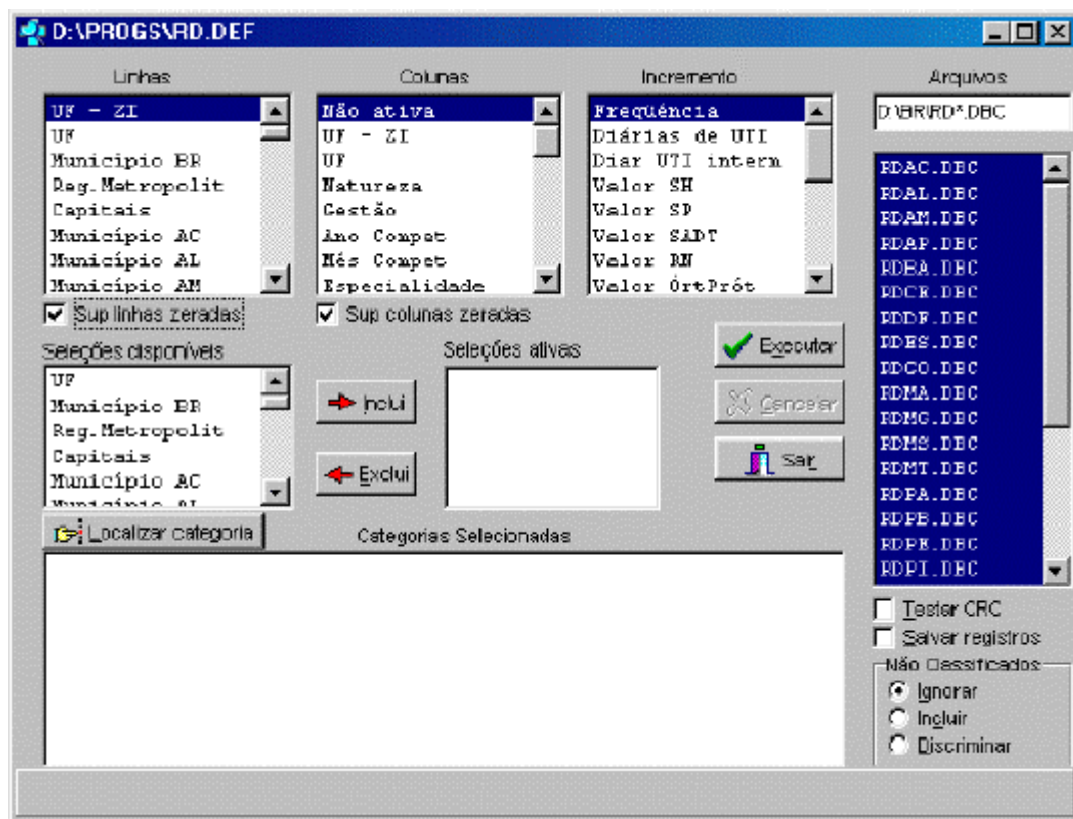 D:\PROGS\RD.DEF
Linhas
UF - ZI
UF
Município BR
Reg.Metropolit
Capitais
Município AC
Município AL
Município AM
Sup linhas zeradas
Colunas
Não ativa
UF - ZI
UF
Natureza
Gestão
Ano Compet
Mês Compet
Especialidade
Sup colunas zeradas
Incremento
Freqüência
Diárias de UTI
Diar UTI interm
Valor SH
Valor SP
Valor SADT
Valor RN
Valor ÓrtPrót
Arquivos
D:\BR\RD*.DBC
RDAC.DBC
RDAL.DBC
RDAM.DBC
RDAP.DBC
RDBA.DBC
RDCE.DBC
RDDF.DBC
RDES.DBC
RDGO.DBC
RDMA.DBC
RDMG.DBC
RDMS.DBC
RDMT.DBC
RDPA.DBC
RDPB.DBC
RDPE.DBC
RDPI.DBC
Seleções disponíveis
UF
Município BR
Reg.Metropolit
Capitais
Município AC
Município AL
Inclui
Exclui
Seleções ativas
Executar
Cancelar
Sair
Localizar categoria
Categorias Selecionadas
Testar CRC
Salvar registros
Não Classificados
Ignorar
Incluir
Discriminar